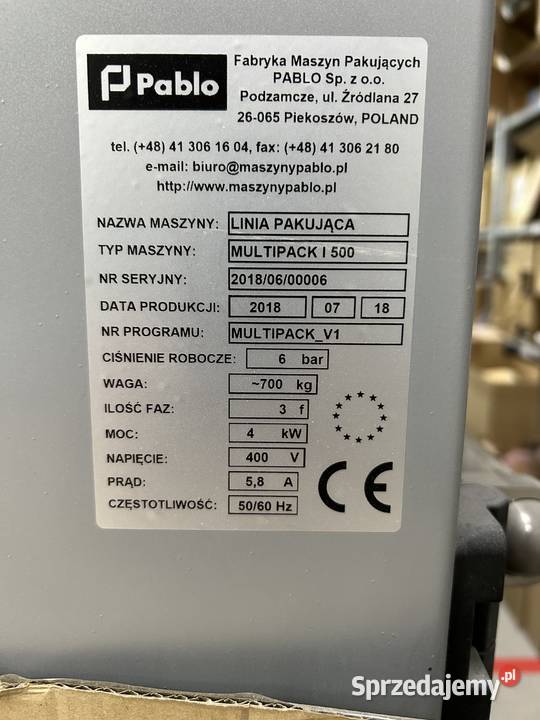 Pablo
Fabryka Maszyn Pakujących
PABLO Sp. z o.o.
Podzamcze, ul. Źródlana 27
26-065 Piekoszów, POLAND
tel. (+48) 41 306 16 04, fax: (+48) 41 306 21 80
e-mail: biuro@maszynypablo.pl
http://www.maszynypablo.pl
NAZWA MASZYNY: LINIA PAKUJĄCA
TYP MASZYNY: MULTIPACK I 500
NR SERYJNY: 2018/06/00006
DATA PRODUKCJI: 2018 07 18
NR PROGRAMU: MULTIPACK_V1
CIŚNIENIE ROBOCZE: 6 bar
WAGA: ~700 kg
ILOŚĆ FAZ: 3 f
MOC: 4 kW
NAPIĘCIE: 400 V
PRĄD: 5,8 A
CZĘSTOTLIWOŚĆ: 50/60 Hz
CE
Sprzedajemy.pl